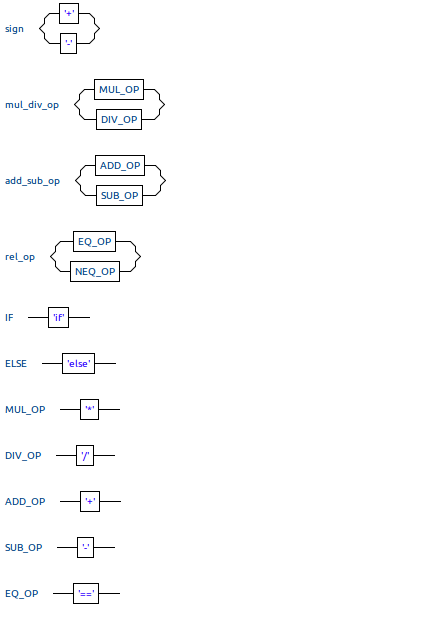 '+'
sign
'-'
MUL_OP
mul_div_op
DIV_OP
ADD_OP
add_sub_op
SUB_OP
EQ_OP
rel_op
NEQ_OP
IF 'if'
ELSE 'else'
MUL_OP '*'
DIV_OP '/'
ADD_OP '+'
SUB_OP '-'
EQ_OP '=='